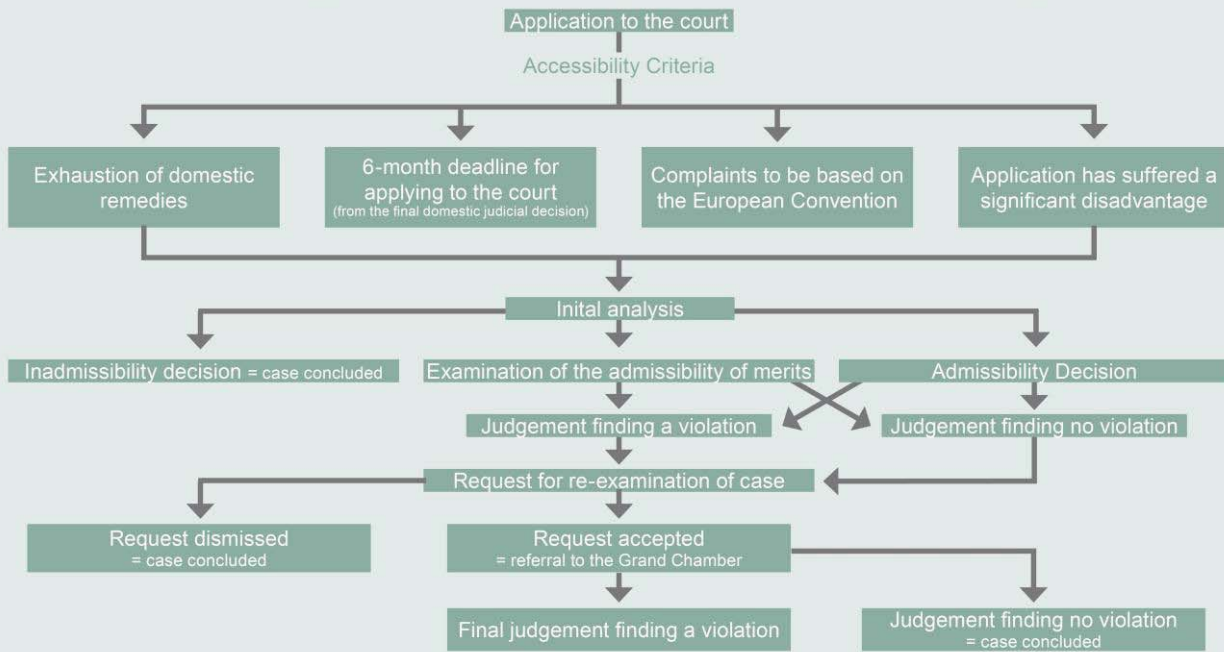 Application to the court
Accessibility Criteria
Exhaustion of domestic
remedies
6-month deadline for
applying to the court
(from the final domestic judicial decision)
Complaints to be based on
the European Convention
Application has suffered a
significant disadvantage
Inital analysis
Inadmissibility decision = case concluded
Examination of the admissibility of merits
Admissibility Decision
Judgement finding a violation
Judgement finding no violation
Request for re-examination of case
Request dismissed
= case concluded
Request accepted
= referral to the Grand Chamber
Final judgement finding a violation
Judgement finding no violation
= case concluded